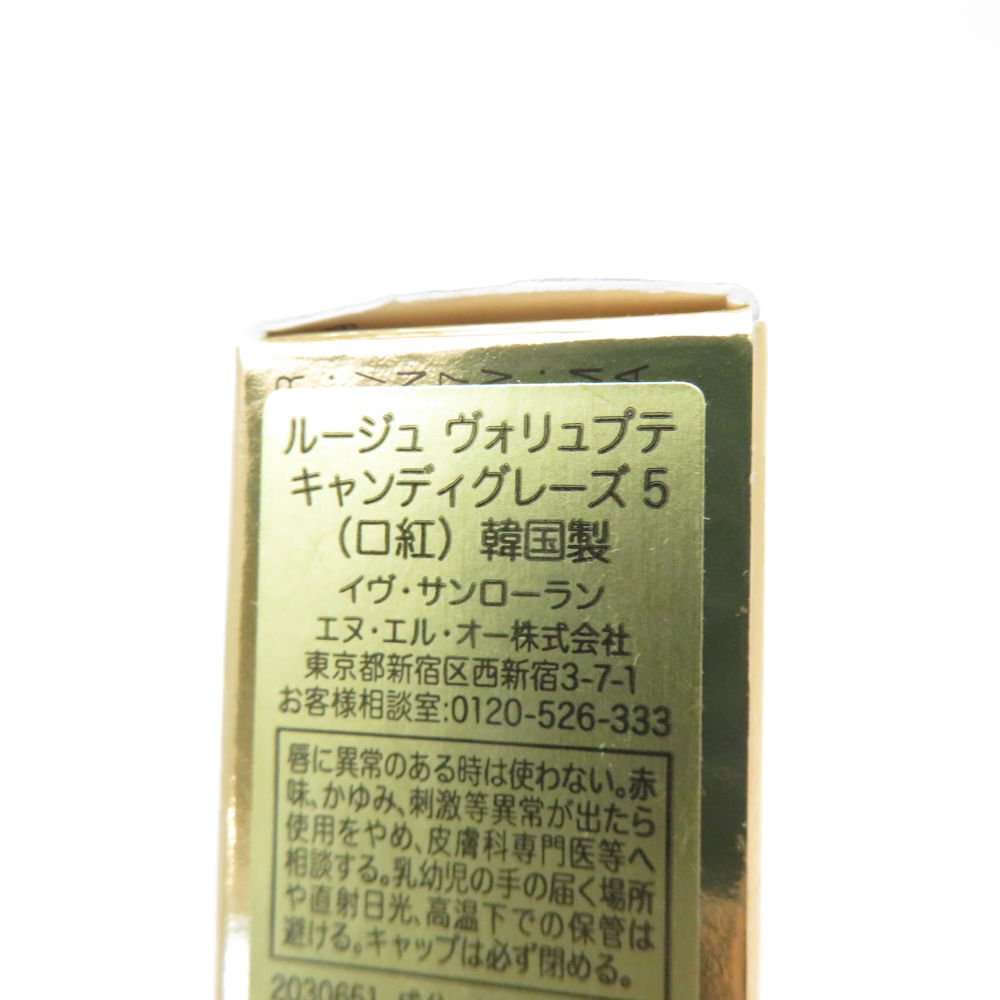 ルージュ ヴォリュプテ
キャンディグレーズ 5
(口紅) 韓国製
イヴ・サンローラン
エヌ・エル・オー株式会社
東京都新宿区西新宿3-7-1
お客様相談室:0120-526-333
唇に異常のある時は使わない。赤
味、かゆみ、刺激等異常が出たら
使用をやめ、皮膚科専門医等へ
相談する。乳幼児の手の届く場所
や直射日光、高温下での保管は
避ける。キャップは必ず閉める。
2030651